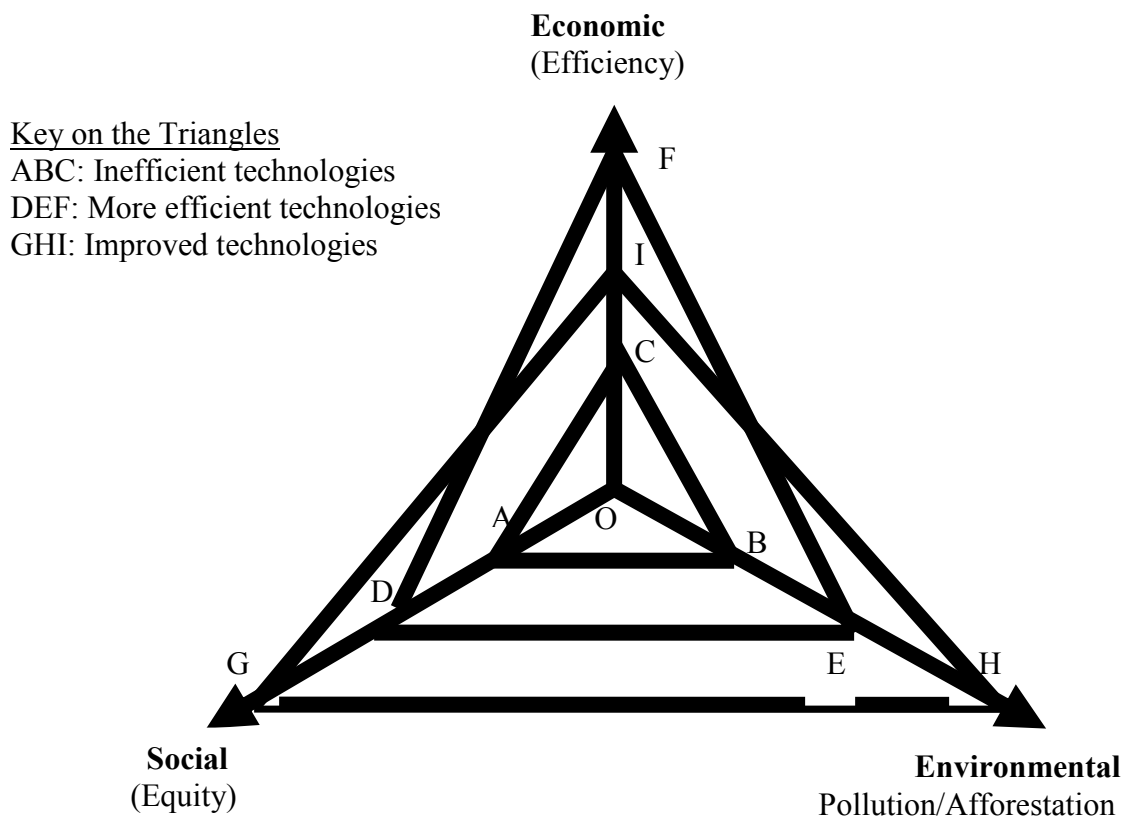 Economic
(Efficiency)
Key on the Triangles
ABC: Inefficient technologies
DEF: More efficient technologies
GHI: Improved technologies
F
I
C
A
O
B
D
G
E
H
Social
(Equity)
Environmental
Pollution/Afforestation